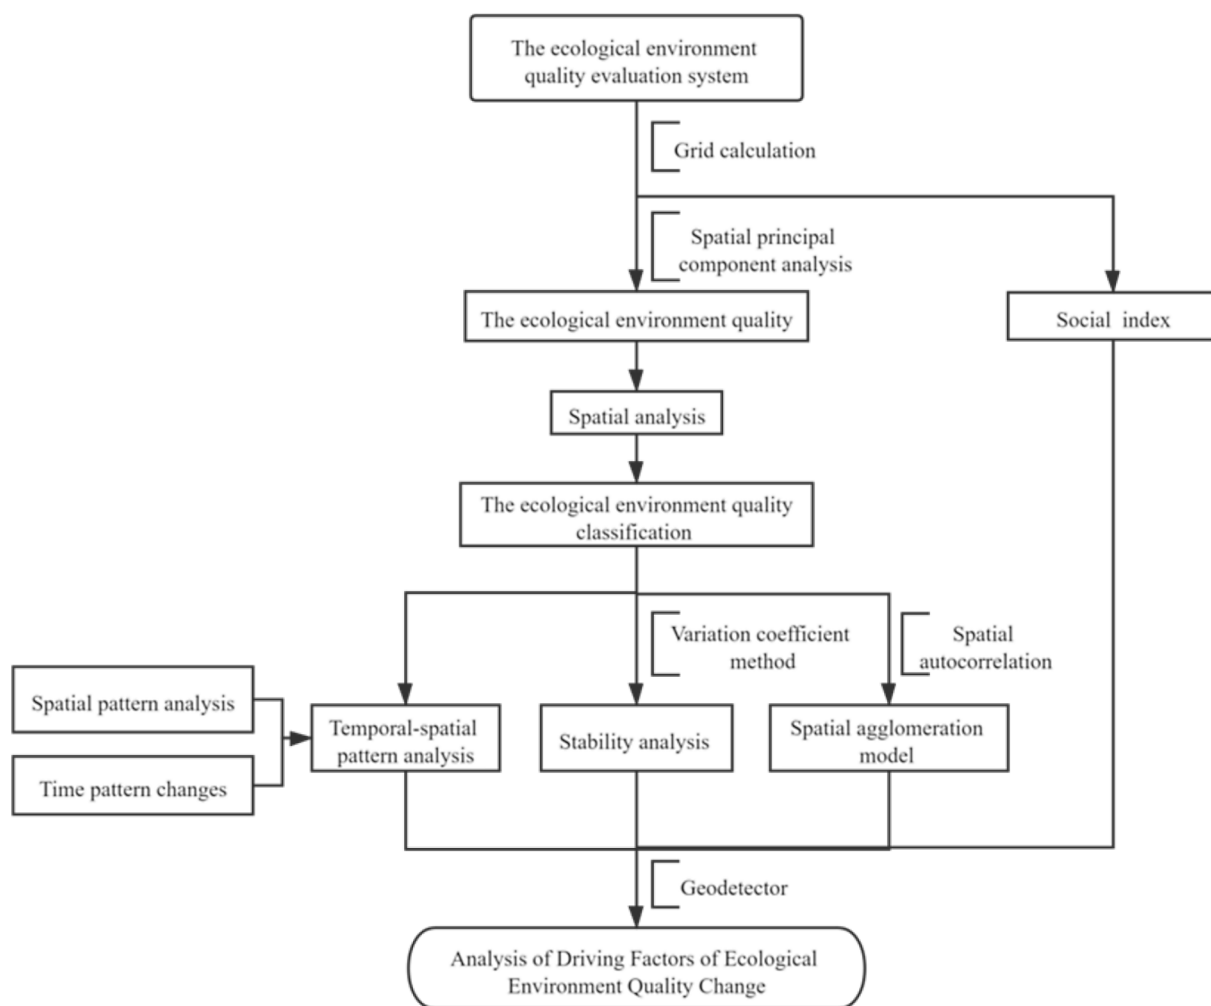 The ecological environment
quality evaluation system
Grid calculation
Spatial principal
component analysis
The ecological environment quality
Social index
Spatial analysis
The ecological environment quality
classification
Variation coefficient
method
Spatial
autocorrelation
Spatial pattern analysis
Time pattern changes
Temporal-spatial
pattern analysis
Stability analysis
Spatial agglomeration
model
Geodetector
Analysis of Driving Factors of Ecological
Environment Quality Change